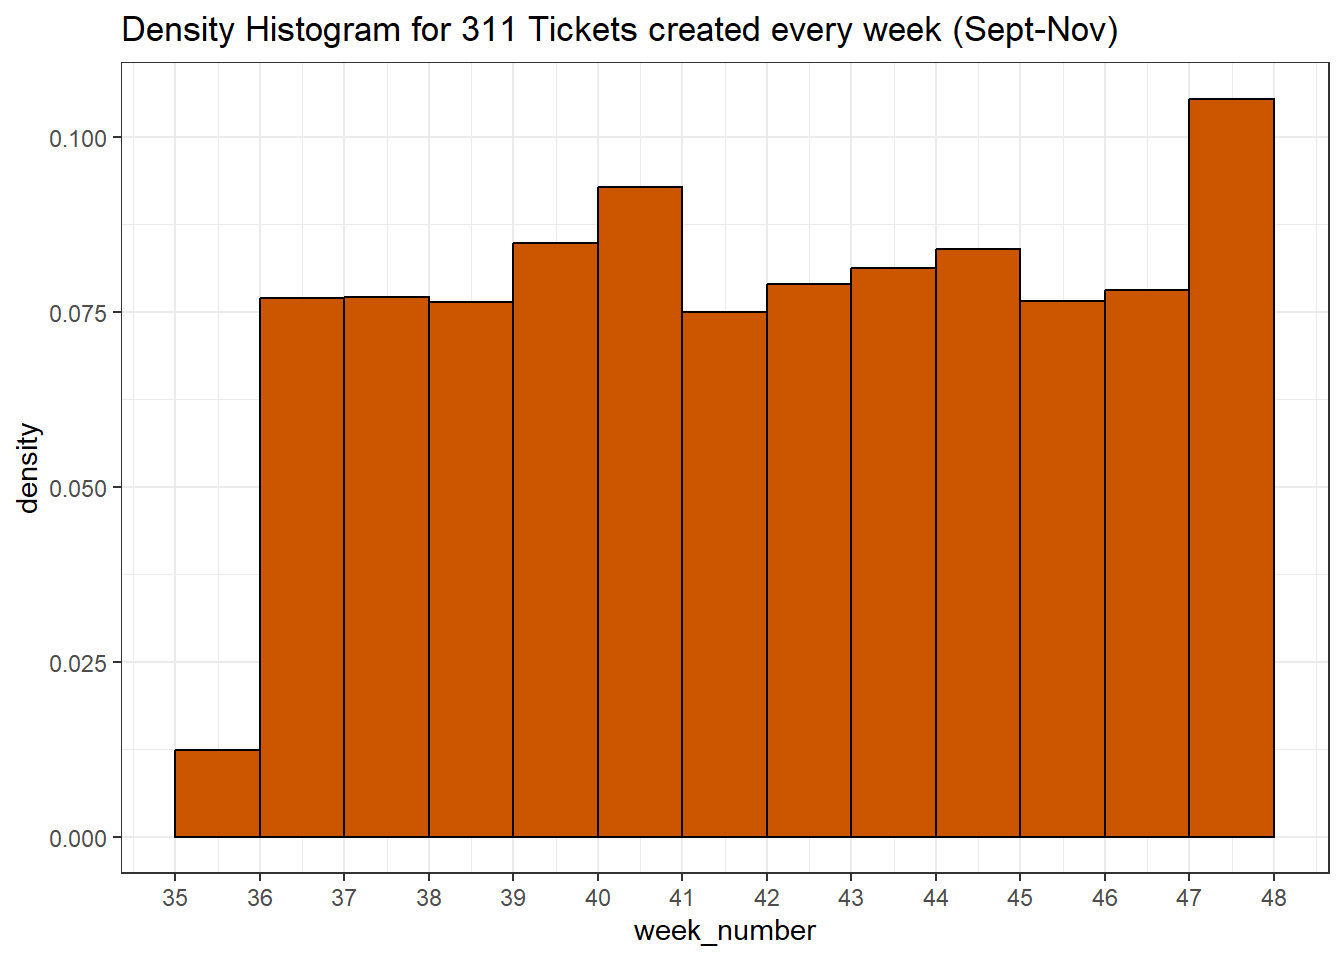 Density Histogram for 311 Tickets created every week (Sept-Nov)
0.100
0.075
0.050
0.025
0.000
density
35 36 37 38 39 40 41 42 43 44 45 46 47 48
week_number